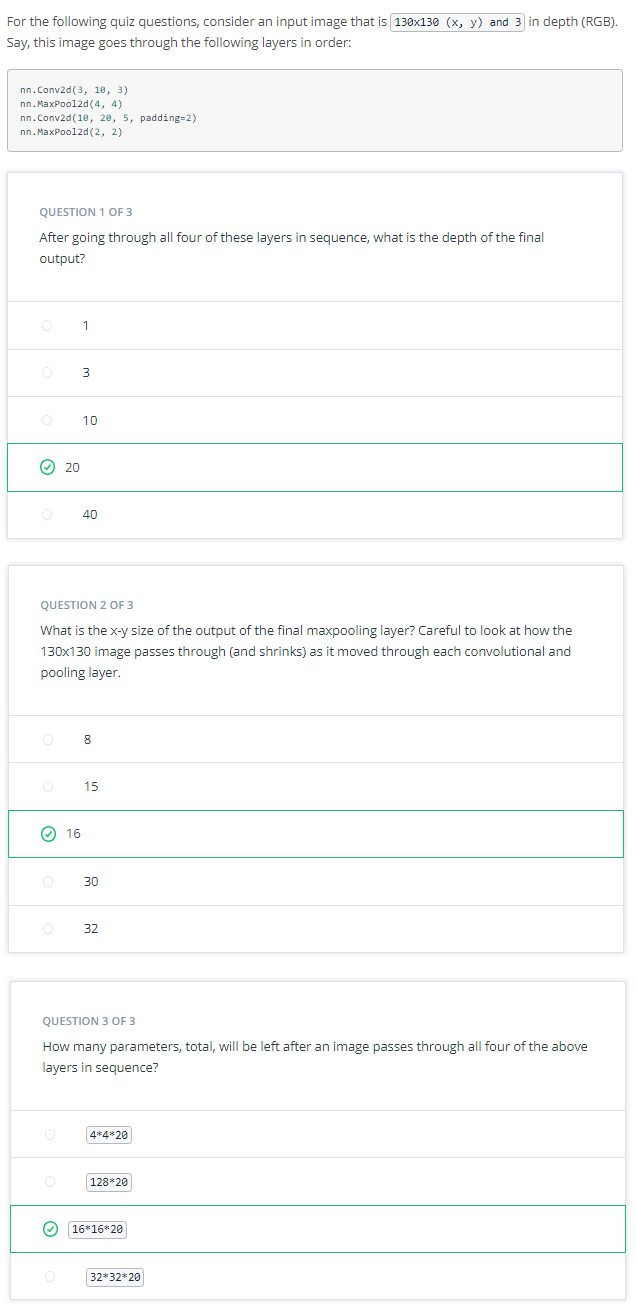 For the following quiz questions, consider an input image that is 130x130 (x, y) and 3 in depth (RGB).
Say, this image goes through the following layers in order:
nn.Conv2d(3, 10, 3)
nn.MaxPool2d(4, 4)
nn.Conv2d(10, 20, 5, padding=2)
nn.MaxPool2d(2, 2)
QUESTION 1 OF 3
After going through all four of these layers in sequence, what is the depth of the final
output?
1
3
10
20
40
QUESTION 2 OF 3
What is the x-y size of the output of the final maxpooling layer? Careful to look at how the
130x130 image passes through (and shrinks) as it moved through each convolutional and
pooling layer.
8
15
16
30
32
QUESTION 3 OF 3
How many parameters, total, will be left after an image passes through all four of the above
layers in sequence?
4*4*20
128*20
16*16*20
32*32*20